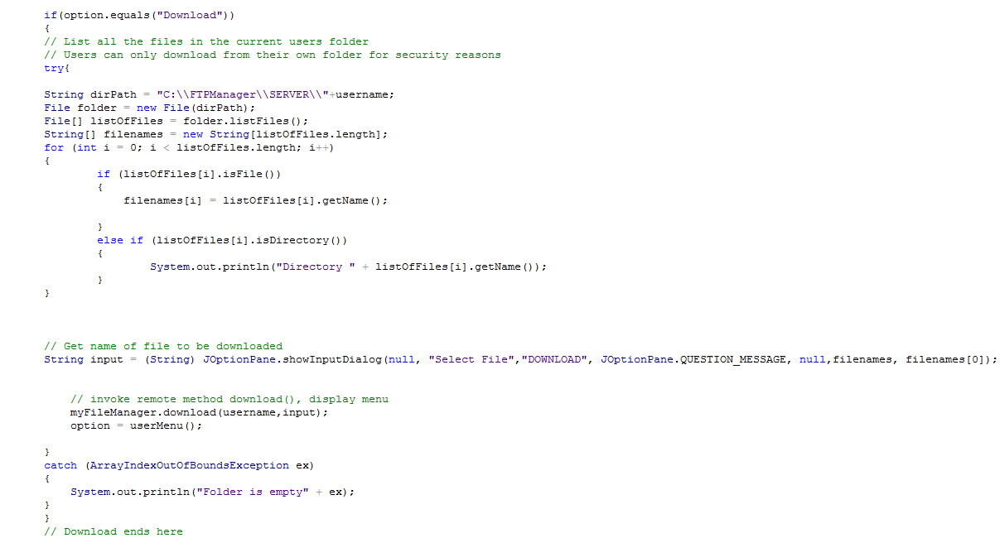 if(option.equals("Download"))
{
// List all the files in the current users folder
// Users can only download from their own folder for security reasons
try{
String dirPath = "C:\\FTPManager\\SERVER\\"+username;
File folder = new File(dirPath);
File[] listOfFiles = folder.listFiles();
String[] filenames = new String[listOfFiles.length];
for (int i = 0; i < listOfFiles.length; i++)
{
if (listOfFiles[i].isFile())
{
filenames[i] = listOfFiles[i].getName();
}
else if (listOfFiles[i].isDirectory())
{
System.out.println("Directory " + listOfFiles[i].getName());
}
}
// Get name of file to be downloaded
String input = (String) JOptionPane.showInputDialog(null, "Select File","DOWNLOAD", JOptionPane.QUESTION_MESSAGE, null,filenames, filenames[0]);
// invoke remote method download(), display menu
myFileManager.download(username,input);
option = userMenu();
}
catch (ArrayIndexOutOfBoundsException ex)
{
System.out.println("Folder is empty" + ex);
}
}
// Download ends here